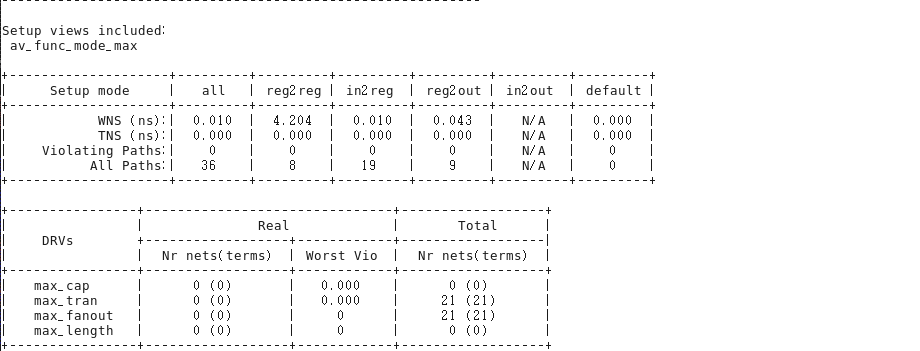 ------------------------------------------------------------
Setup views included:
 av_func_mode_max

+--------------------+---------+---------+---------+---------+---------+---------+
|     Setup mode     |   all   | reg2reg | in2reg  | reg2out | in2out  | default |
+--------------------+---------+---------+---------+---------+---------+---------+
|           WNS (ns):|  0.010  |  4.204  |  0.010  |  0.043  |   N/A   |  0.000  |
|           TNS (ns):|  0.000  |  0.000  |  0.000  |  0.000  |   N/A   |  0.000  |
|    Violating Paths:|    0    |    0    |    0    |    0    |   N/A   |    0    |
|          All Paths:|   36    |    8    |   19    |    9    |   N/A   |    0    |
+--------------------+---------+---------+---------+---------+---------+---------+

+----------------+-------------------------------+------------------+
|                |              Real             |       Total      |
|    DRVs        +------------------+------------+------------------|
|                |  Nr nets(terms)  | Worst Vio  |  Nr nets(terms)  |
+----------------+------------------+------------+------------------+
|   max_cap      |      0 (0)       |   0.000    |      0 (0)       |
|   max_tran     |      0 (0)       |   0.000    |     21 (21)      |
|   max_fanout   |      0 (0)       |     0      |     21 (21)      |
|   max_length   |      0 (0)       |     0      |      0 (0)       |
+----------------+------------------+------------+------------------+